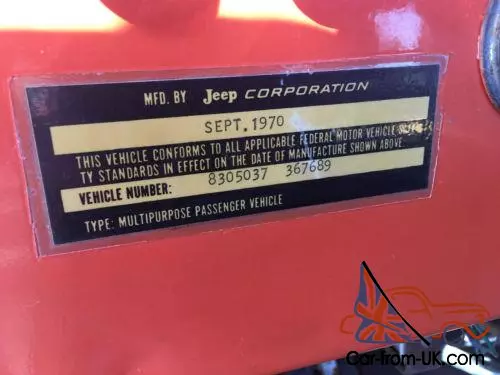 MFD. BY Jeep CORPORATION
SEPT. 1970
THIS VEHICLE CONFORMS TO ALL APPLICABLE FEDERAL MOTOR VEHICLE SAFE-
TY STANDARDS IN EFFECT ON THE DATE OF MANUFACTURE SHOWN ABOVE.
VEHICLE NUMBER: 8305037 367689
TYPE: MULTIPURPOSE PASSENGER VEHICLE
Car-from-UK.com